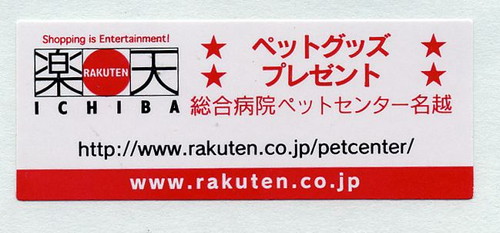 Shopping is Entertainment!
楽 RAKUTEN 天
ICHIBA
★ ペットグッズ ★
★ プレゼント ★
総合病院ペットセンター名越
http://www.rakuten.co.jp/petcenter/
www.rakuten.co.jp